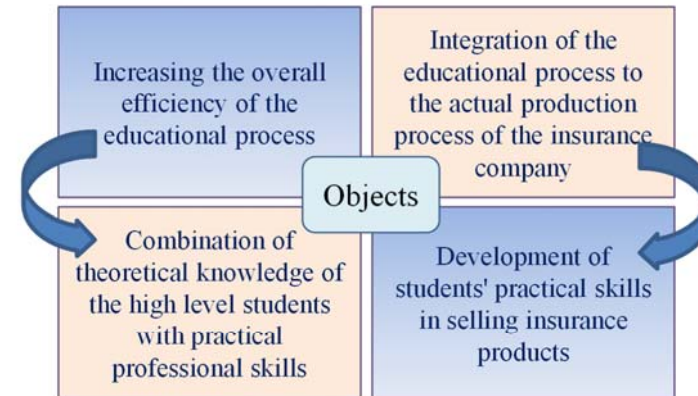 Increasing the overall
efficiency of the
educational process
Integration of the
educational process to
the actual production
process of the insurance
company
Objects
Combination of
theoretical knowledge of
the high level students
with practical
professional skills
Development of
students' practical skills
in selling insurance
products